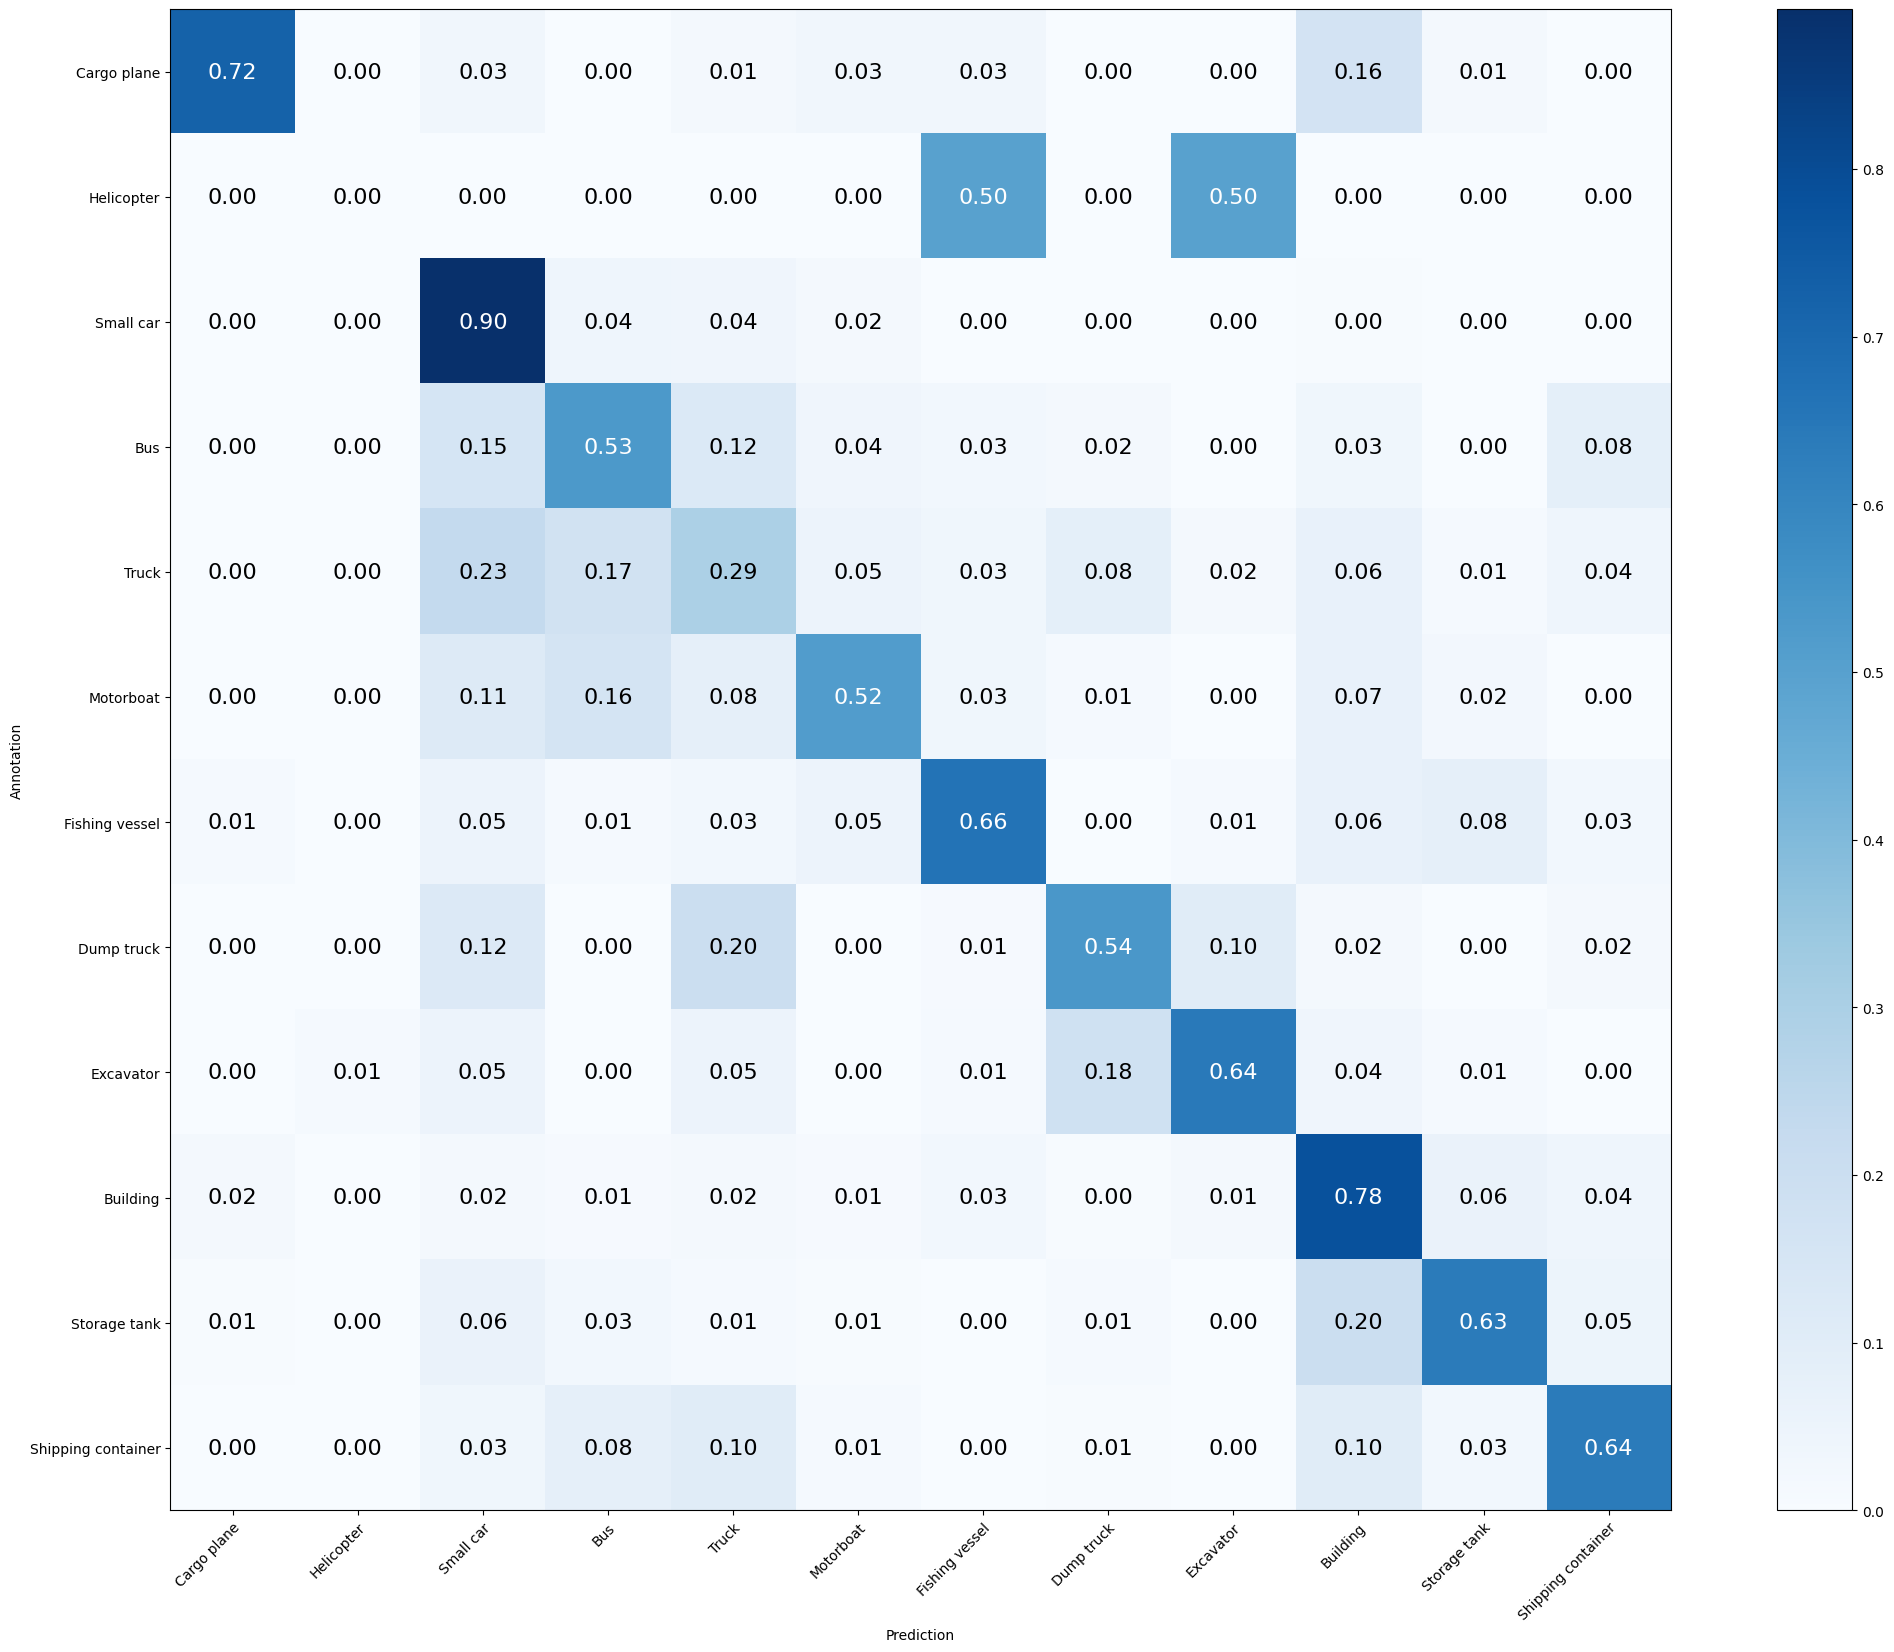 Cargo plane 0.72 0.00 0.03 0.00 0.01 0.03 0.03 0.00 0.00 0.16 0.01 0.00
Helicopter 0.00 0.00 0.00 0.00 0.00 0.00 0.50 0.00 0.50 0.00 0.00 0.00
Small car 0.00 0.00 0.90 0.04 0.04 0.02 0.00 0.00 0.00 0.00 0.00 0.00
Bus 0.00 0.00 0.15 0.53 0.12 0.04 0.03 0.02 0.00 0.03 0.00 0.08
Truck 0.00 0.00 0.23 0.17 0.29 0.05 0.03 0.08 0.02 0.06 0.01 0.04
Motorboat 0.00 0.00 0.11 0.16 0.08 0.52 0.03 0.01 0.00 0.07 0.02 0.00
Fishing vessel 0.01 0.00 0.05 0.01 0.03 0.05 0.66 0.00 0.01 0.06 0.08 0.03
Dump truck 0.00 0.00 0.12 0.00 0.20 0.00 0.01 0.54 0.10 0.02 0.00 0.02
Excavator 0.00 0.01 0.05 0.00 0.05 0.00 0.01 0.18 0.64 0.04 0.01 0.00
Building 0.02 0.00 0.02 0.01 0.02 0.01 0.03 0.00 0.01 0.78 0.06 0.04
Storage tank 0.01 0.00 0.06 0.03 0.01 0.01 0.00 0.01 0.00 0.20 0.63 0.05
Shipping container 0.00 0.00 0.03 0.08 0.10 0.01 0.00 0.01 0.00 0.10 0.03 0.64
Cargo plane Helicopter Small car Bus Truck Motorboat Fishing vessel Dump truck Excavator Building Storage tank Shipping container
Prediction
Annotation
0.8
0.7
0.6
0.5
0.4
0.3
0.2
0.1
0.0